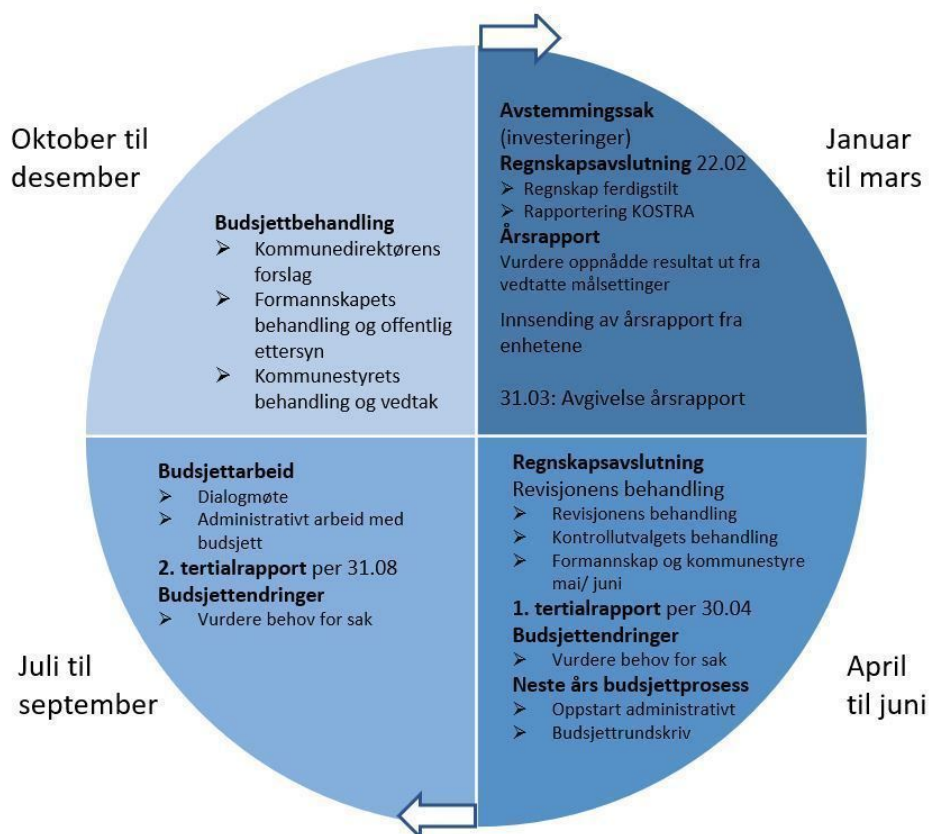 Oktober til
desember
Budsjettbehandling
➢ Kommunedirektørens
forslag
➢ Formannskapets
behandling og offentlig
ettersyn
➢ Kommunestyrets
behandling og vedtak
Januar
til mars
Avstemmingssak
(investeringer)
Regnskapsavslutning 22.02
➢ Regnskap ferdigstilt
➢ Rapportering KOSTRA
Årsrapport
Vurdere oppnådde resultat ut fra
vedtatte målsettinger
Innsending av årsrapport fra
enhetene
31.03: Avgivelse årsrapport
April
til juni
Regnskapsavslutning
Revisjonens behandling
➢ Revisjonens behandling
➢ Kontrollutvalgets behandling
➢ Formannskap og kommunestyre
mai/ juni
1. tertialrapport per 30.04
Budsjettendringer
➢ Vurdere behov for sak
Neste års budsjettprosess
➢ Oppstart administrativt
➢ Budsjettrundskriv
Juli til
september
Budsjettarbeid
➢ Dialogmøte
➢ Administrativt arbeid med
budsjett
2. tertialrapport per 31.08
Budsjettendringer
➢ Vurdere behov for sak